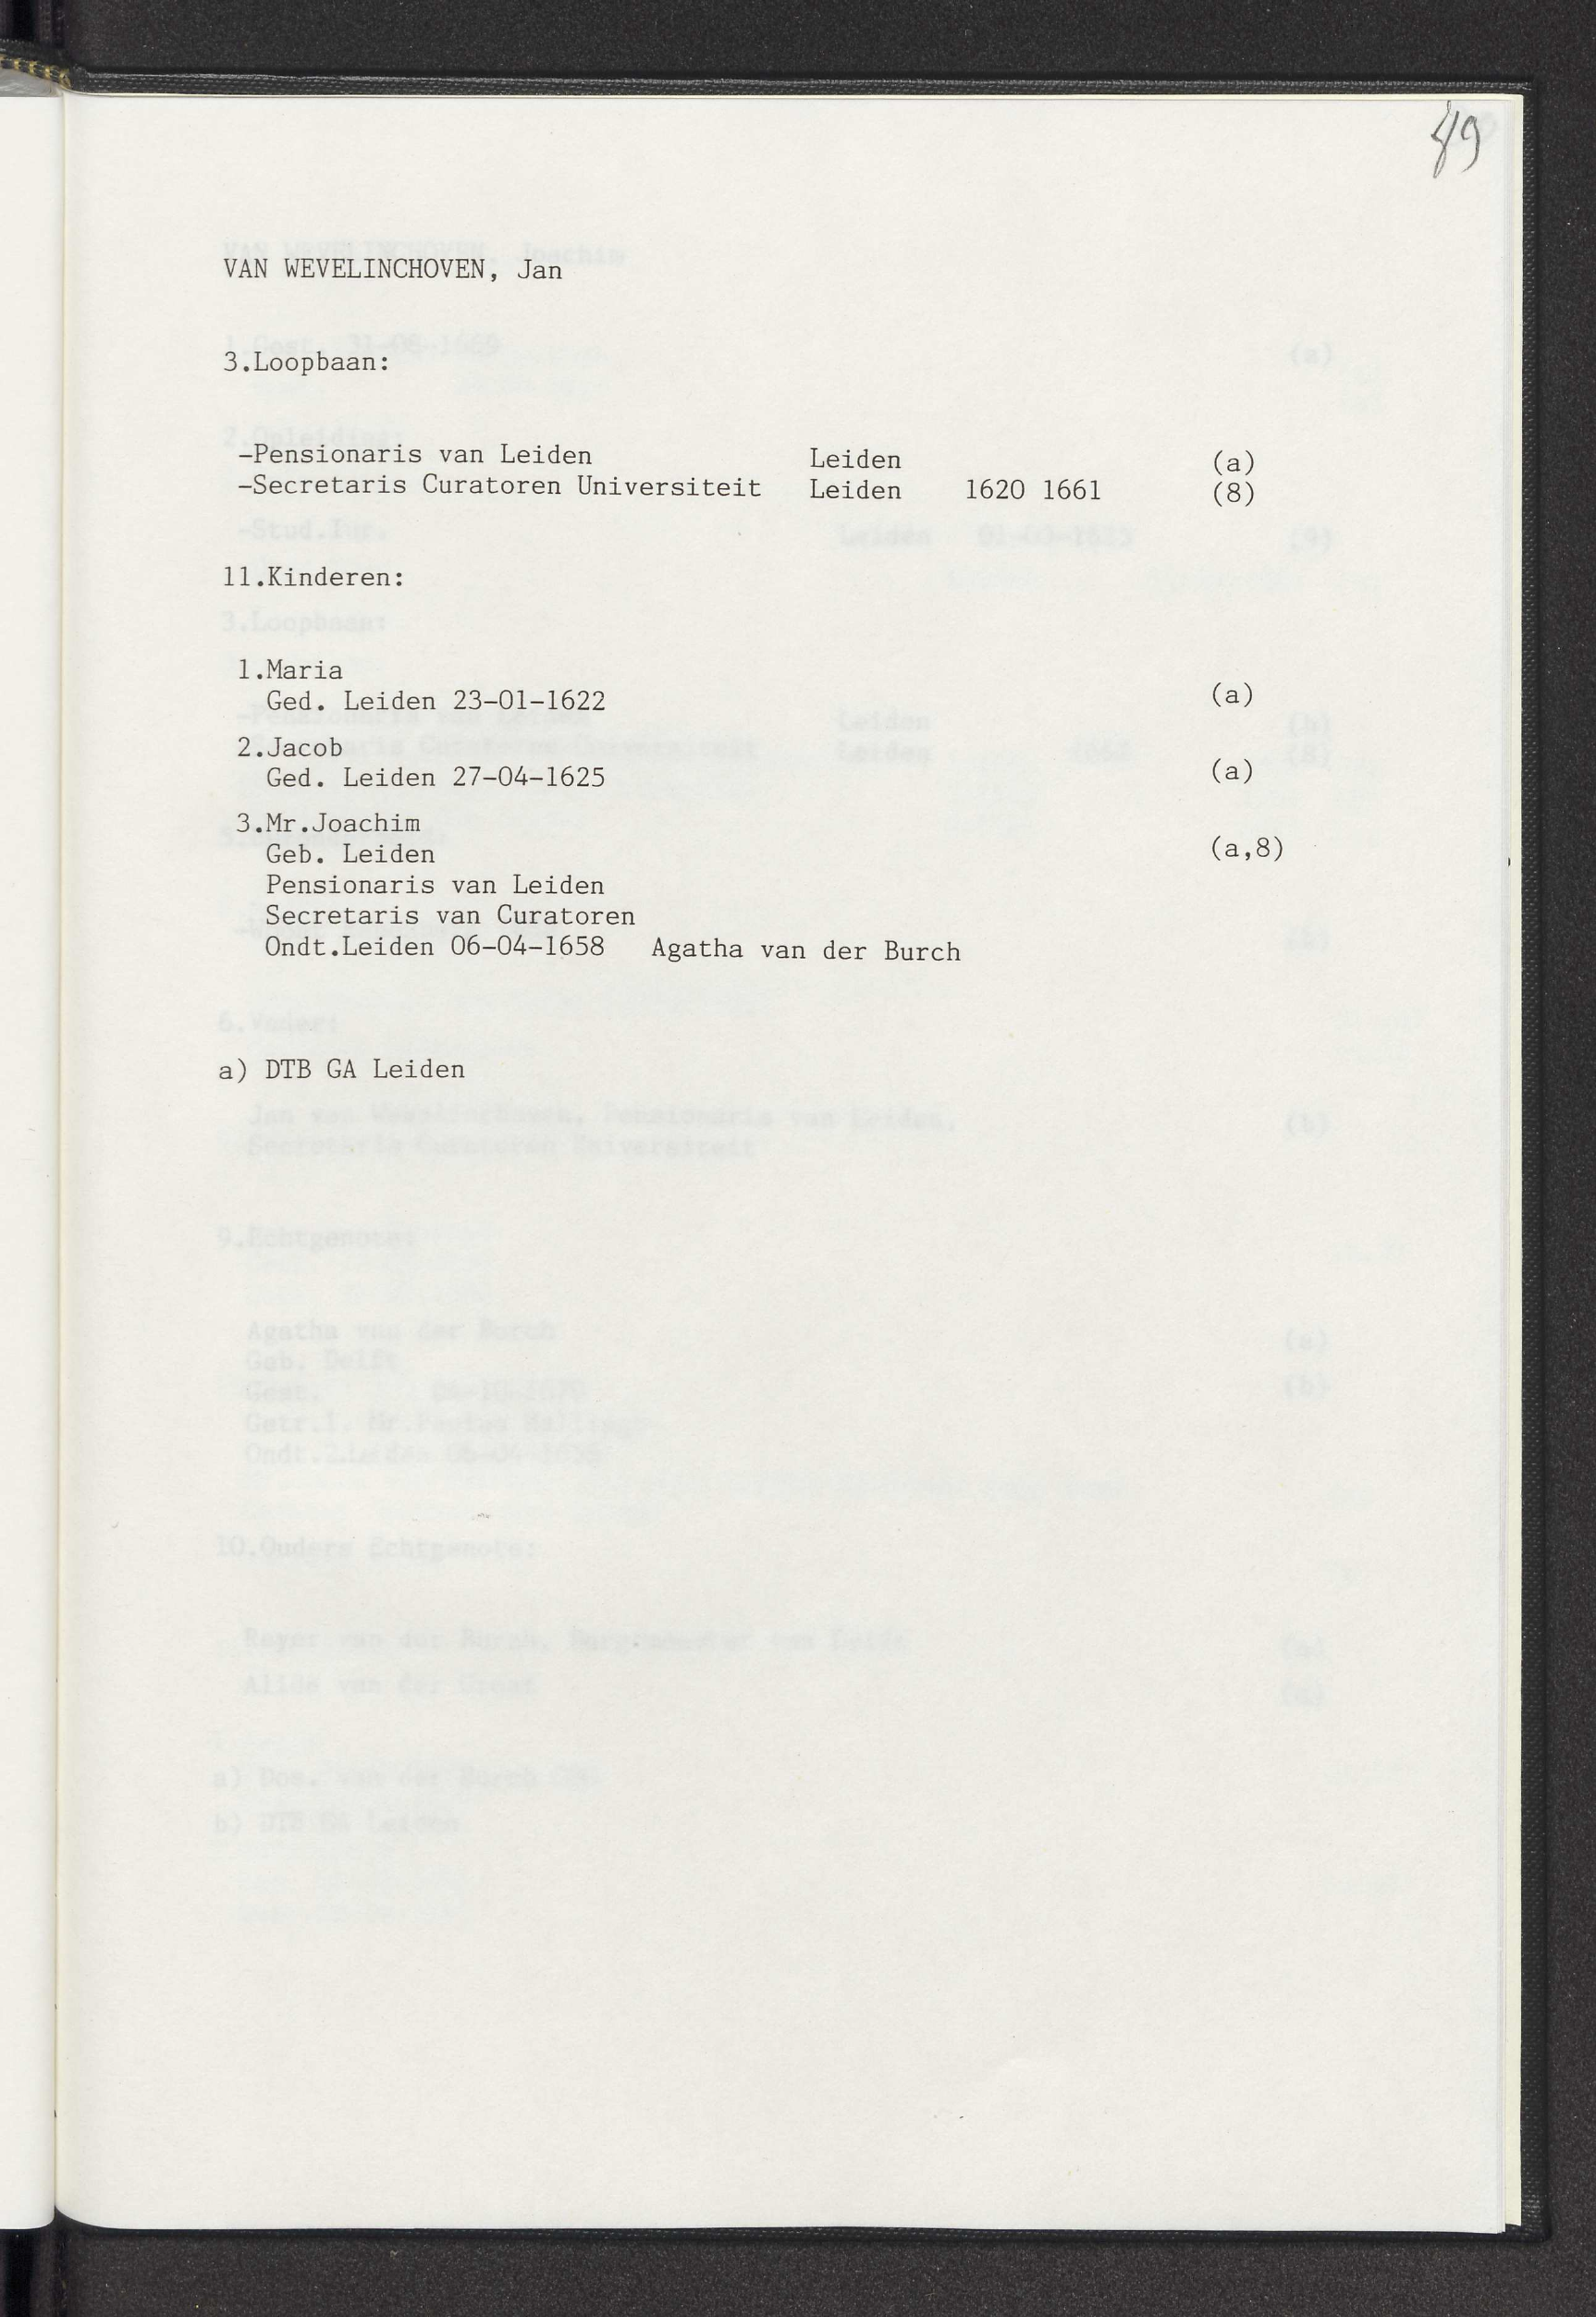 49
VAN WEVELINCHOVEN, Jan
3.Loopbaan:
-Pensionaris van Leiden Leiden (a)
-Secretaris Curatoren Universiteit Leiden 1620 1661 (8)
11.Kinderen:
1.Maria
Ged. Leiden 23-01-1622 (a)
2.Jacob
Ged. Leiden 27-04-1625 (a)
3.Mr.Joachim
Geb. Leiden (a,8)
Pensionaris van Leiden
Secretaris van Curatoren
Ondt.Leiden 06-04-1658 Agatha van der Burch
a) DTB GA Leiden